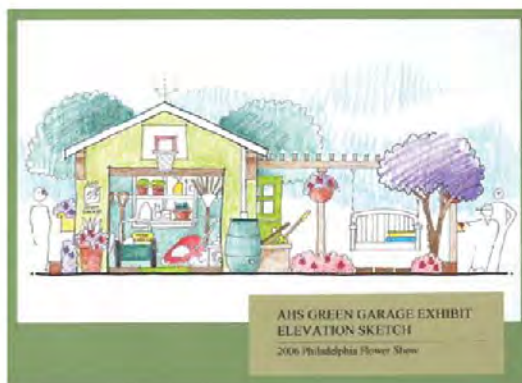 AHS GREEN GARAGE EXHIBIT
ELEVATION SKETCH
2006 Philadelphia Flower Show